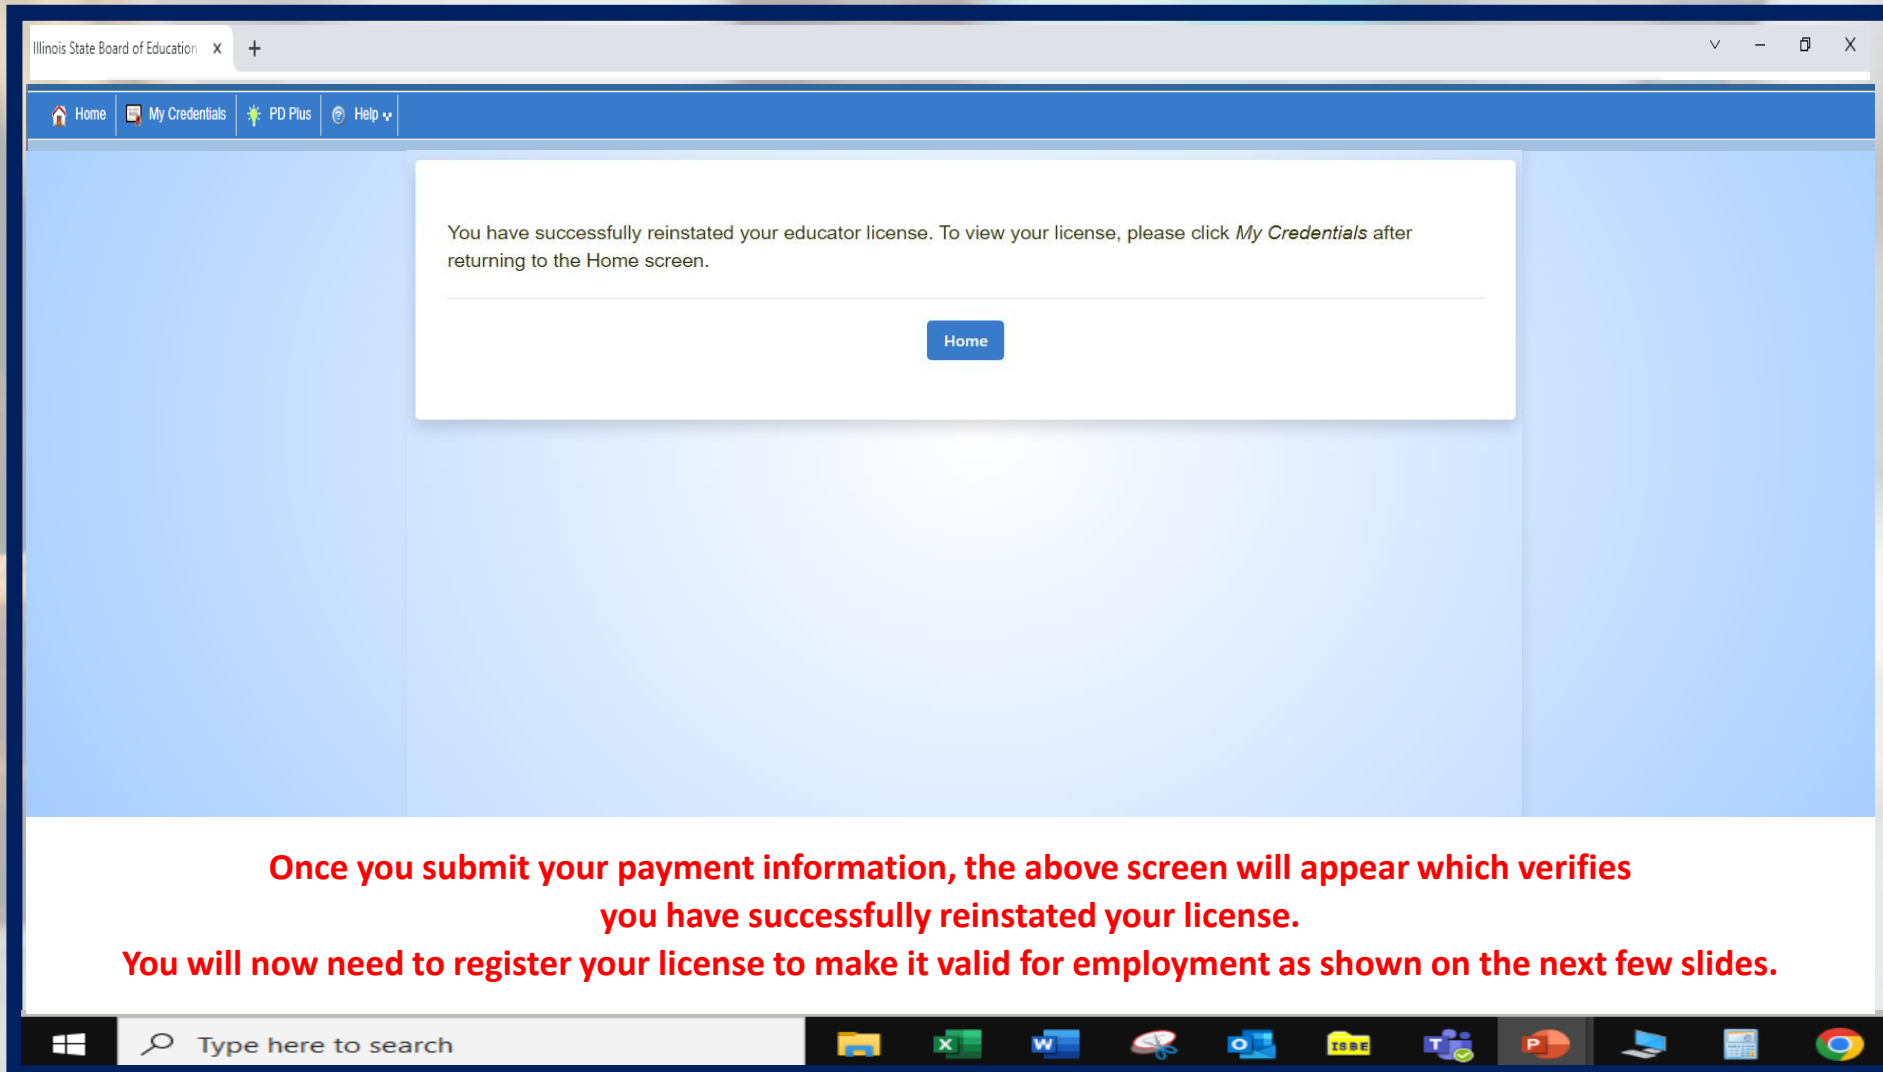 Illinois State Board of Education
Home My Credentials PD Plus Help
You have successfully reinstated your educator license. To view your license, please click My Credentials after
returning to the Home screen.
Home
Once you submit your payment information, the above screen will appear which verifies
you have successfully reinstated your license.
You will now need to register your license to make it valid for employment as shown on the next few slides.
Type here to search
X
W
O
ISBE
T
P